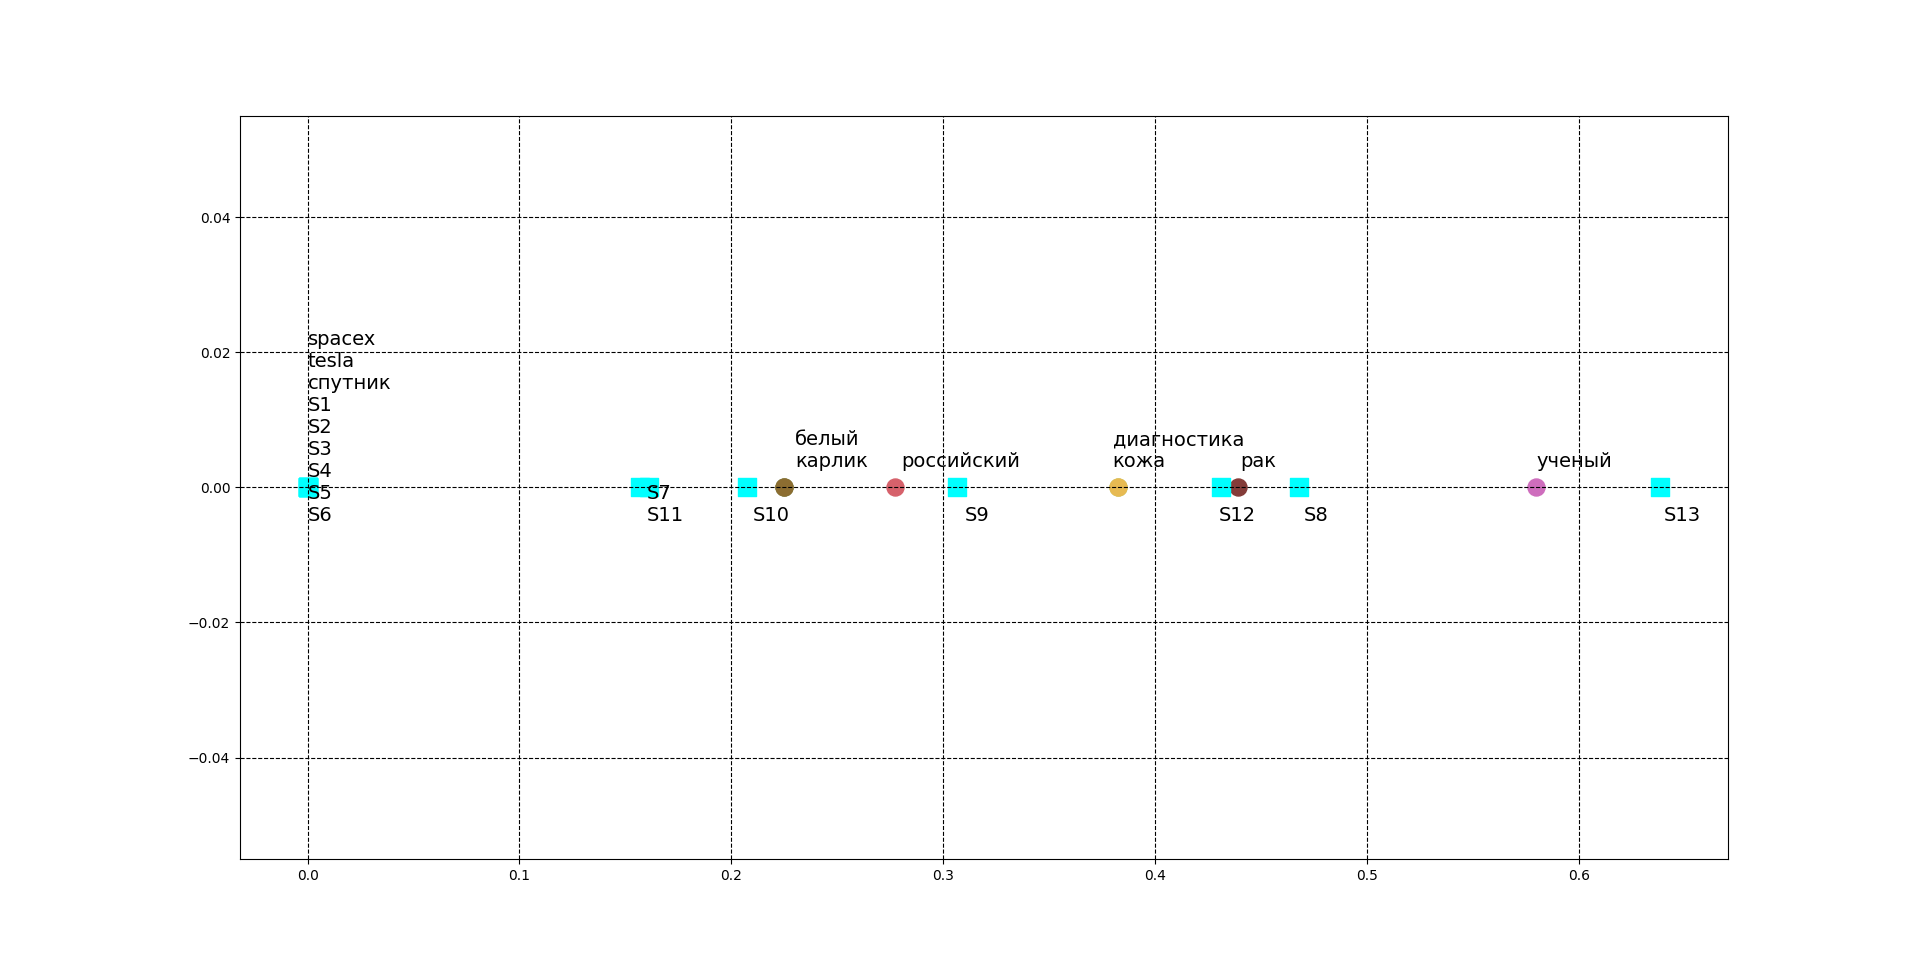 0.04
0.02
0.00
−0.02
−0.04
spacex
tesla
спутник
S1
S2
S3
S4
S5
S6
S7
S11
S10
белый
карлик
российский
S9
диагностика
кожа
рак
S12
S8
ученый
S13
0.0 0.1 0.2 0.3 0.4 0.5 0.6